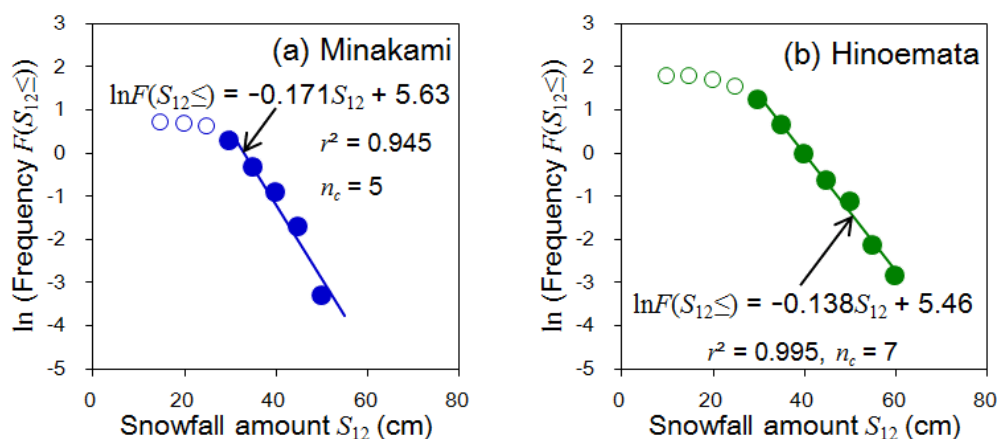 ln (Frequency F(S₁₂≤)
3
2
1
0
-1
-2
-3
-4
-5
(a) Minakami
lnF(S₁₂≤) = −0.171S₁₂ + 5.63
r² = 0.945
n꜀ = 5
0 20 40 60 80
Snowfall amount S₁₂ (cm)
ln (Frequency F(S₁₂≤)
3
2
1
0
-1
-2
-3
-4
-5
(b) Hinoemata
lnF(S₁₂≤) = −0.138S₁₂ + 5.46
r² = 0.995, n꜀ = 7
0 20 40 60 80
Snowfall amount S₁₂ (cm)